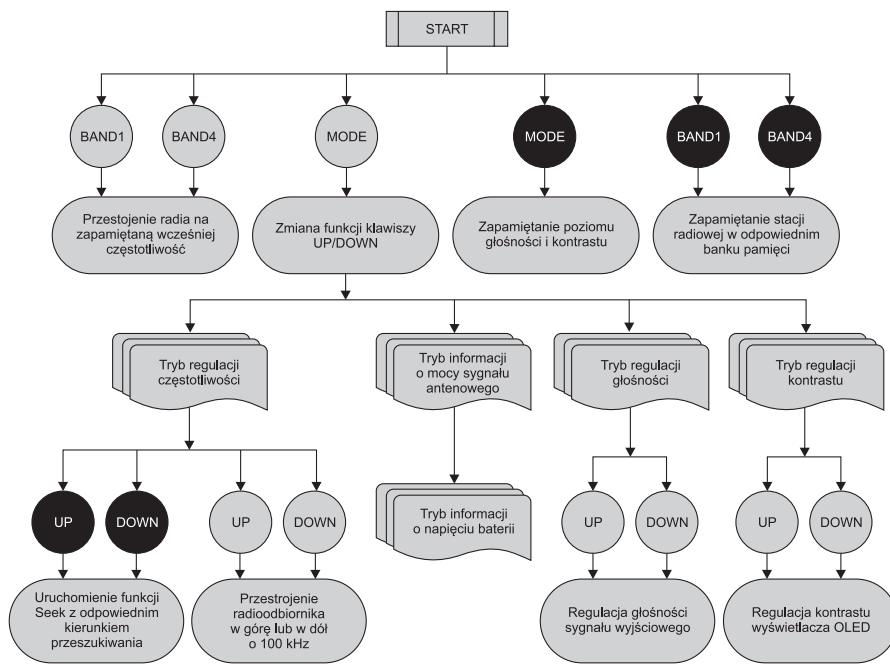 START
BAND1
BAND4
MODE
MODE
BAND1
BAND4
Przestojenie radia na
zapamiętaną wcześniej
częstotliwość
Zmiana funkcji klawiszy
UP/DOWN
Zapamiętanie poziomu
głośności i kontrastu
Zapamiętanie stacji
radiowej w odpowiednim
banku pamięci
Tryb regulacji
częstotliwości
Tryb informacji
o mocy sygnału
antenowego
Tryb regulacji
głośności
Tryb regulacji
kontrastu
UP
DOWN
UP
DOWN
Tryb informacji
o napięciu baterii
UP
DOWN
UP
DOWN
Uruchomienie funkcji
Seek z odpowiednim
kierunkiem
przeszukiwania
Przestrojenie
radioodbiornika
w górę lub w dół
o 100 kHz
Regulacja głośności
sygnału wyjściowego
Regulacja kontrastu
wyświetlacza OLED